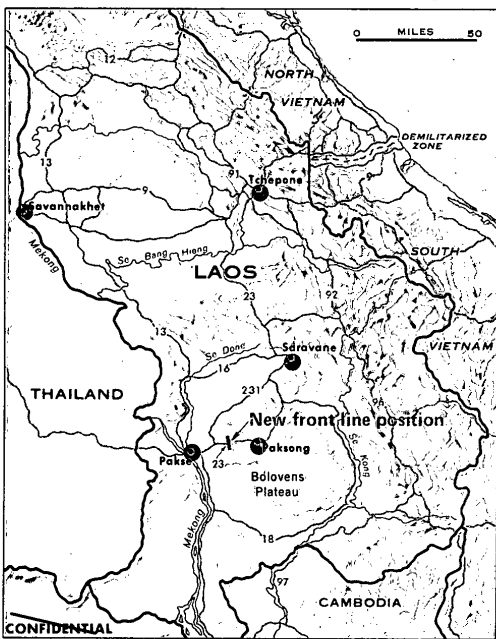 0 MILES 50
12
NORTH
VIETNAM
DEMILITARIZED
ZONE
13
91
Tchepone
9
9
Savannakhet
Mekong
Se Bang Hieng
SOUTH
LAOS
23
92
VIETNAM
13
Se Done
Saravane
16
THAILAND
231
96
New front line position
Pakse
23
Paksong
Se Kong
Bolovens
Plateau
Mekong
18
97
CAMBODIA
CONFIDENTIAL